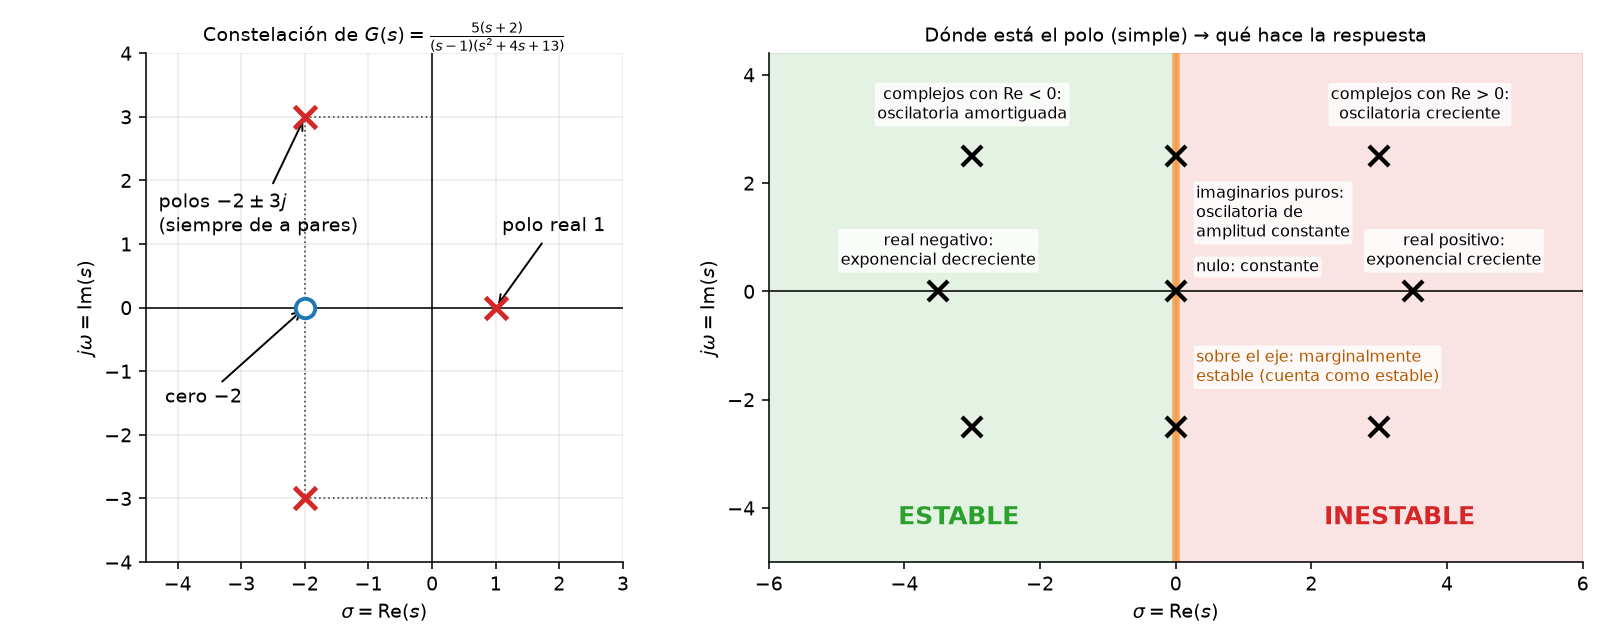 Constelación de G(s) = 5(s+2) / (s−1)(s²+4s+13)
4
3
2
1
0
−1
−2
−3
−4
jω = Im(s)
polos −2 ± 3j
(siempre de a pares)
polo real 1
cero −2
−4 −3 −2 −1 0 1 2 3
σ = Re(s)
Dónde está el polo (simple) → qué hace la respuesta
4
2
0
−2
−4
jω = Im(s)
complejos con Re < 0:
oscilatoria amortiguada
complejos con Re > 0:
oscilatoria creciente
imaginarios puros:
oscilatoria de
amplitud constante
real negativo:
exponencial decreciente
real positivo:
exponencial creciente
nulo: constante
sobre el eje: marginalmente
estable (cuenta como estable)
ESTABLE
INESTABLE
−6 −4 −2 0 2 4 6
σ = Re(s)